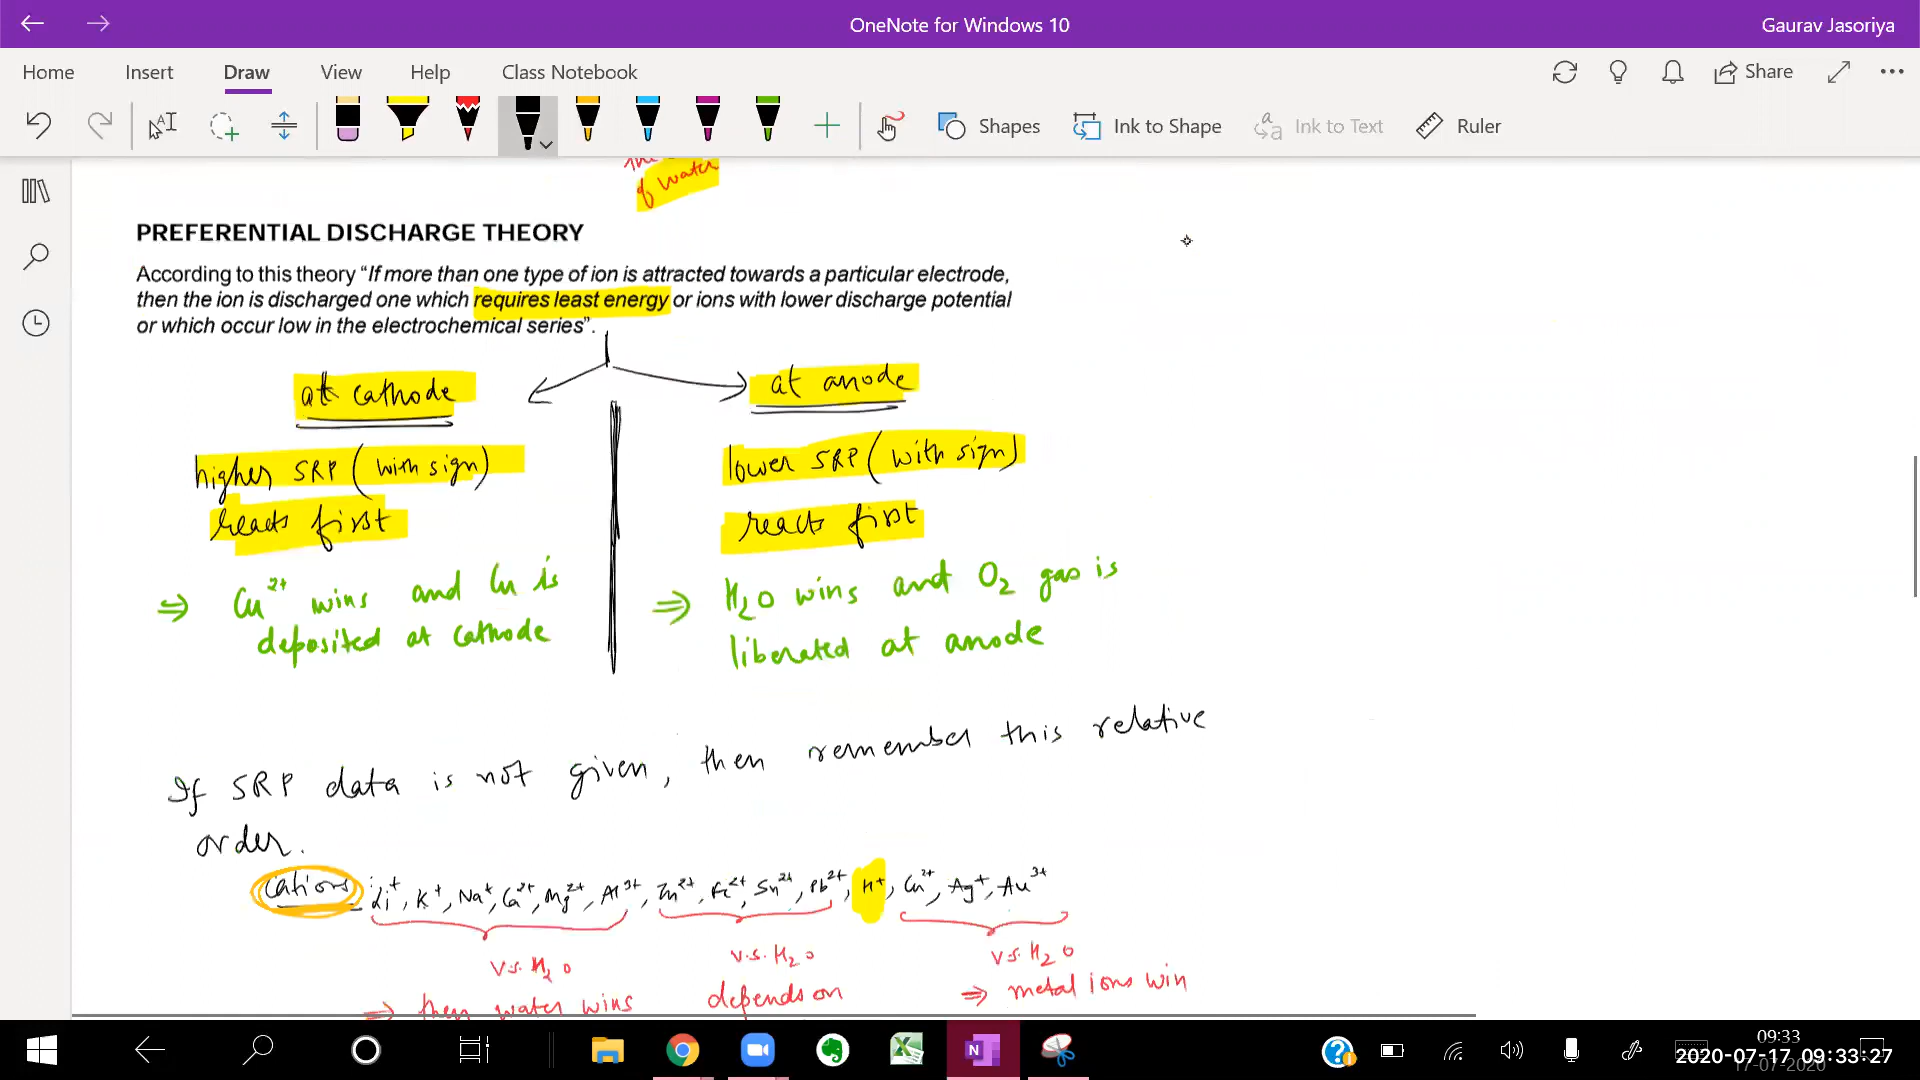 OneNote for Windows 10
Gaurav Jasoriya
Home Insert Draw View Help Class Notebook
Share
Shapes Ink to Shape Ink to Text Ruler
of water
PREFERENTIAL DISCHARGE THEORY
According to this theory “If more than one type of ion is attracted towards a particular electrode,
then the ion is discharged one which requires least energy or ions with lower discharge potential
or which occur low in the electrochemical series”.
at cathode
at anode
higher SRP (with sign)
reacts first
lower SRP (with sign)
reacts first
⇒ Cu²⁺ wins and Cu is
deposited at cathode
⇒ H₂O wins and O₂ gas is
liberated at anode
If SRP data is not given, then remember this relative
order.
Cations: Li⁺, K⁺, Na⁺, Ca²⁺, Mg²⁺, Al³⁺, Zn²⁺, Fe²⁺, Sn²⁺, Pb²⁺, H⁺, Cu²⁺, Ag⁺, Au³⁺
v.s. H₂O
⇒ then water wins
v.s. H₂O
depends on
v.s. H₂O
⇒ metal ions win
09:33
17-07-2020
2020-07-17 09:33:27